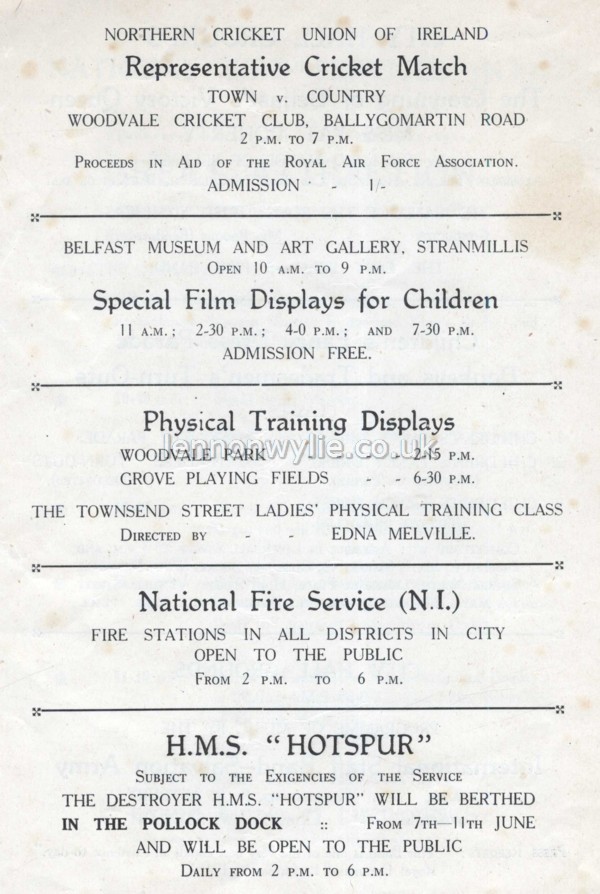 NORTHERN CRICKET UNION OF IRELAND
Representative Cricket Match
TOWN v. COUNTRY
WOODVALE CRICKET CLUB, BALLYGOMARTIN ROAD
2 P.M. TO 7 P.M.
PROCEEDS IN AID OF THE ROYAL AIR FORCE ASSOCIATION.
ADMISSION - 1/-
BELFAST MUSEUM AND ART GALLERY, STRANMILLIS
OPEN 10 A.M. TO 9 P.M.
Special Film Displays for Children
11 A.M.; 2-30 P.M.; 4-0 P.M.; AND 7-30 P.M.
ADMISSION FREE.
Physical Training Displays
lennonwylie.co.uk
WOODVALE PARK - - 2-15 P.M.
GROVE PLAYING FIELDS - - 6-30 P.M.
THE TOWNSEND STREET LADIES' PHYSICAL TRAINING CLASS
DIRECTED BY - - EDNA MELVILLE.
National Fire Service (N.I.)
FIRE STATIONS IN ALL DISTRICTS IN CITY
OPEN TO THE PUBLIC
FROM 2 P.M. TO 6 P.M.
H.M.S. "HOTSPUR"
SUBJECT TO THE EXIGENCIES OF THE SERVICE
THE DESTROYER H.M.S. "HOTSPUR" WILL BE BERTHED
IN THE POLLOCK DOCK :: FROM 7TH—11TH JUNE
AND WILL BE OPEN TO THE PUBLIC
DAILY FROM 2 P.M. TO 6 P.M.